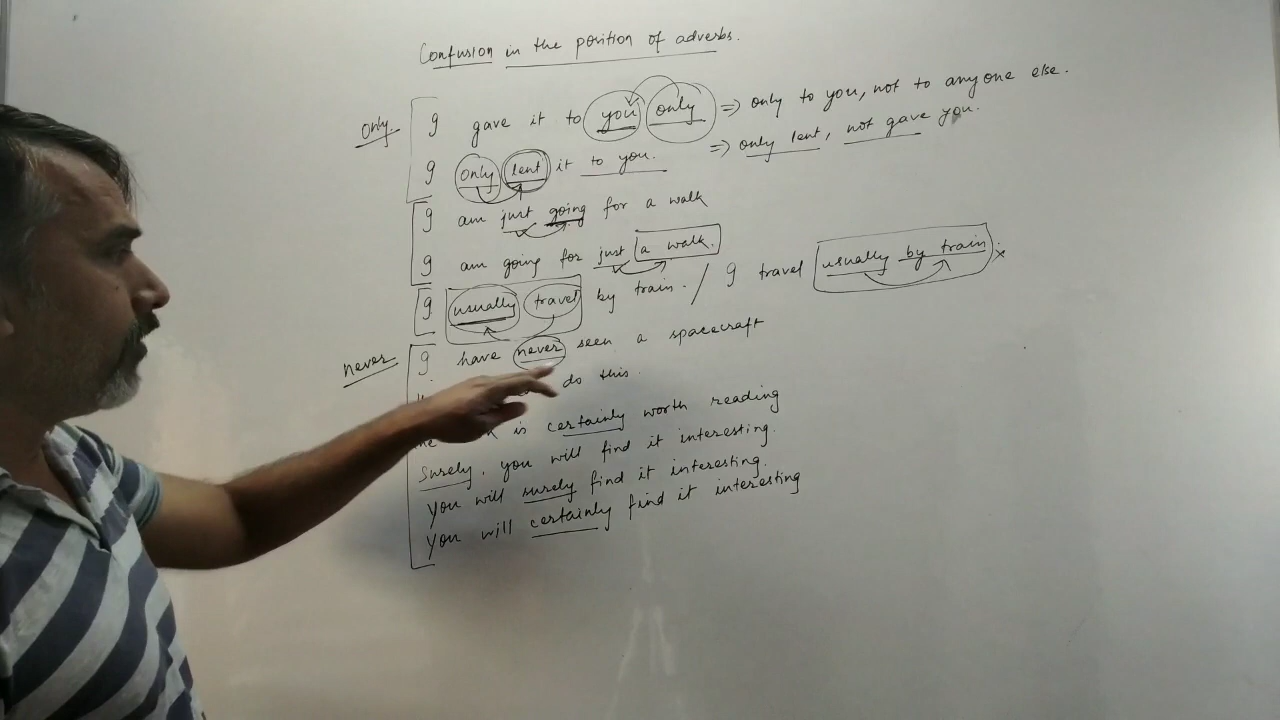 Confusion in the position of adverbs.
only I gave it to you only => only to you, not to anyone else.
I only lent it to you. => only lent, not gave you.
I am just going for a walk
I am going for just a walk.
I usually travel by train. / I travel usually by train. x
never I have never seen a spacecraft
do this.
is certainly worth reading
Surely, you will find it interesting.
You will surely find it interesting.
You will certainly find it interesting